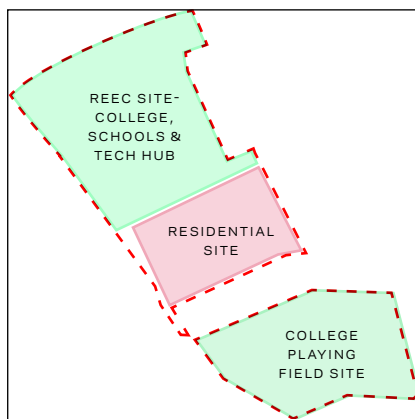 REEC SITE-
COLLEGE,
SCHOOLS &
TECH HUB
RESIDENTIAL
SITE
COLLEGE
PLAYING
FIELD SITE